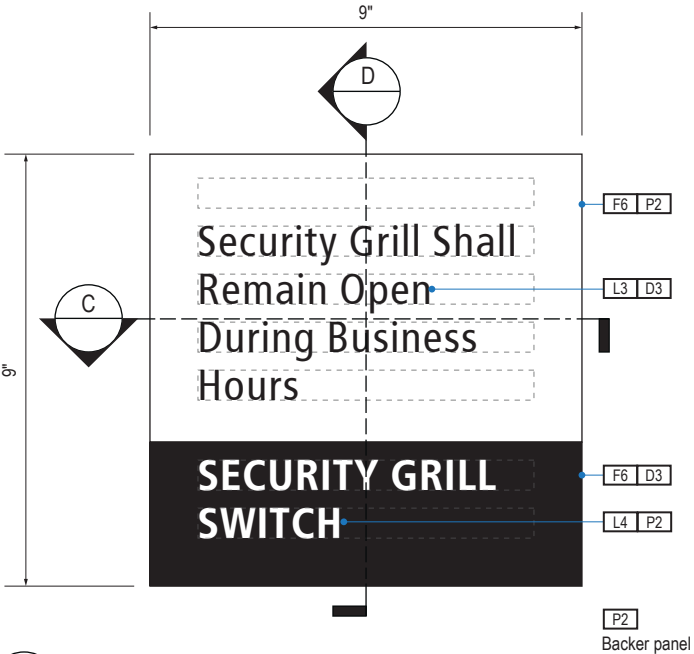 9"
D
F6 P2
Security Grill Shall
Remain Open
L3 D3
C
During Business
9"
Hours
SECURITY GRILL
F6 D3
SWITCH
L4 P2
P2
Backer panel